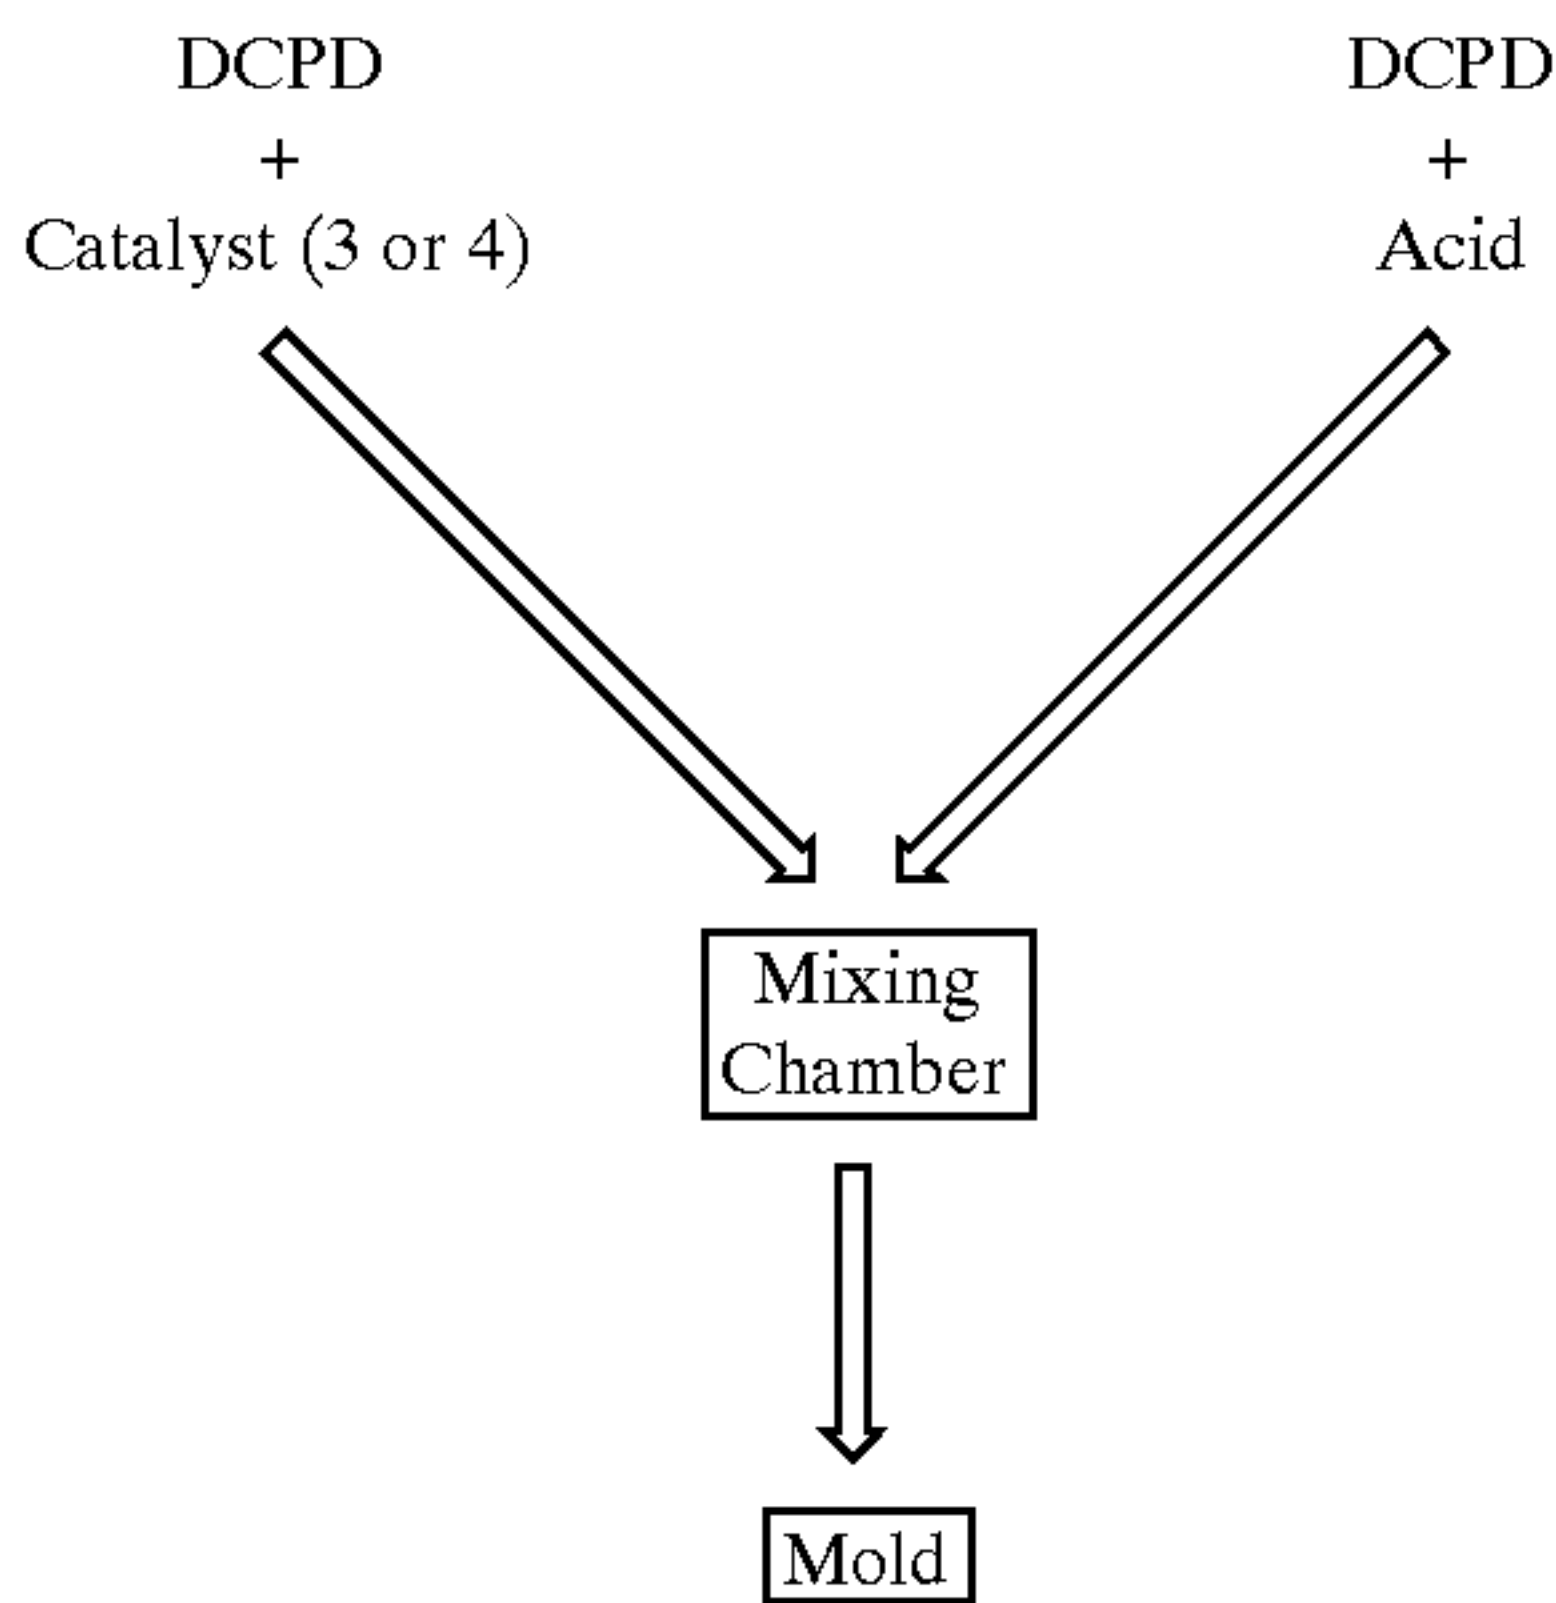 DCPD
+
Catalyst (3 or 4)
DCPD
+
Acid
Mixing
Chamber
Mold